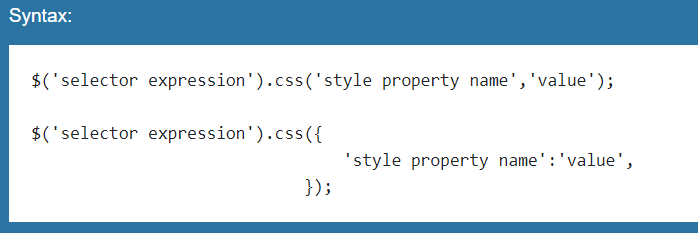 Syntax:
$('selector expression').css('style property name','value');
$('selector expression').css({
'style property name':'value',
});